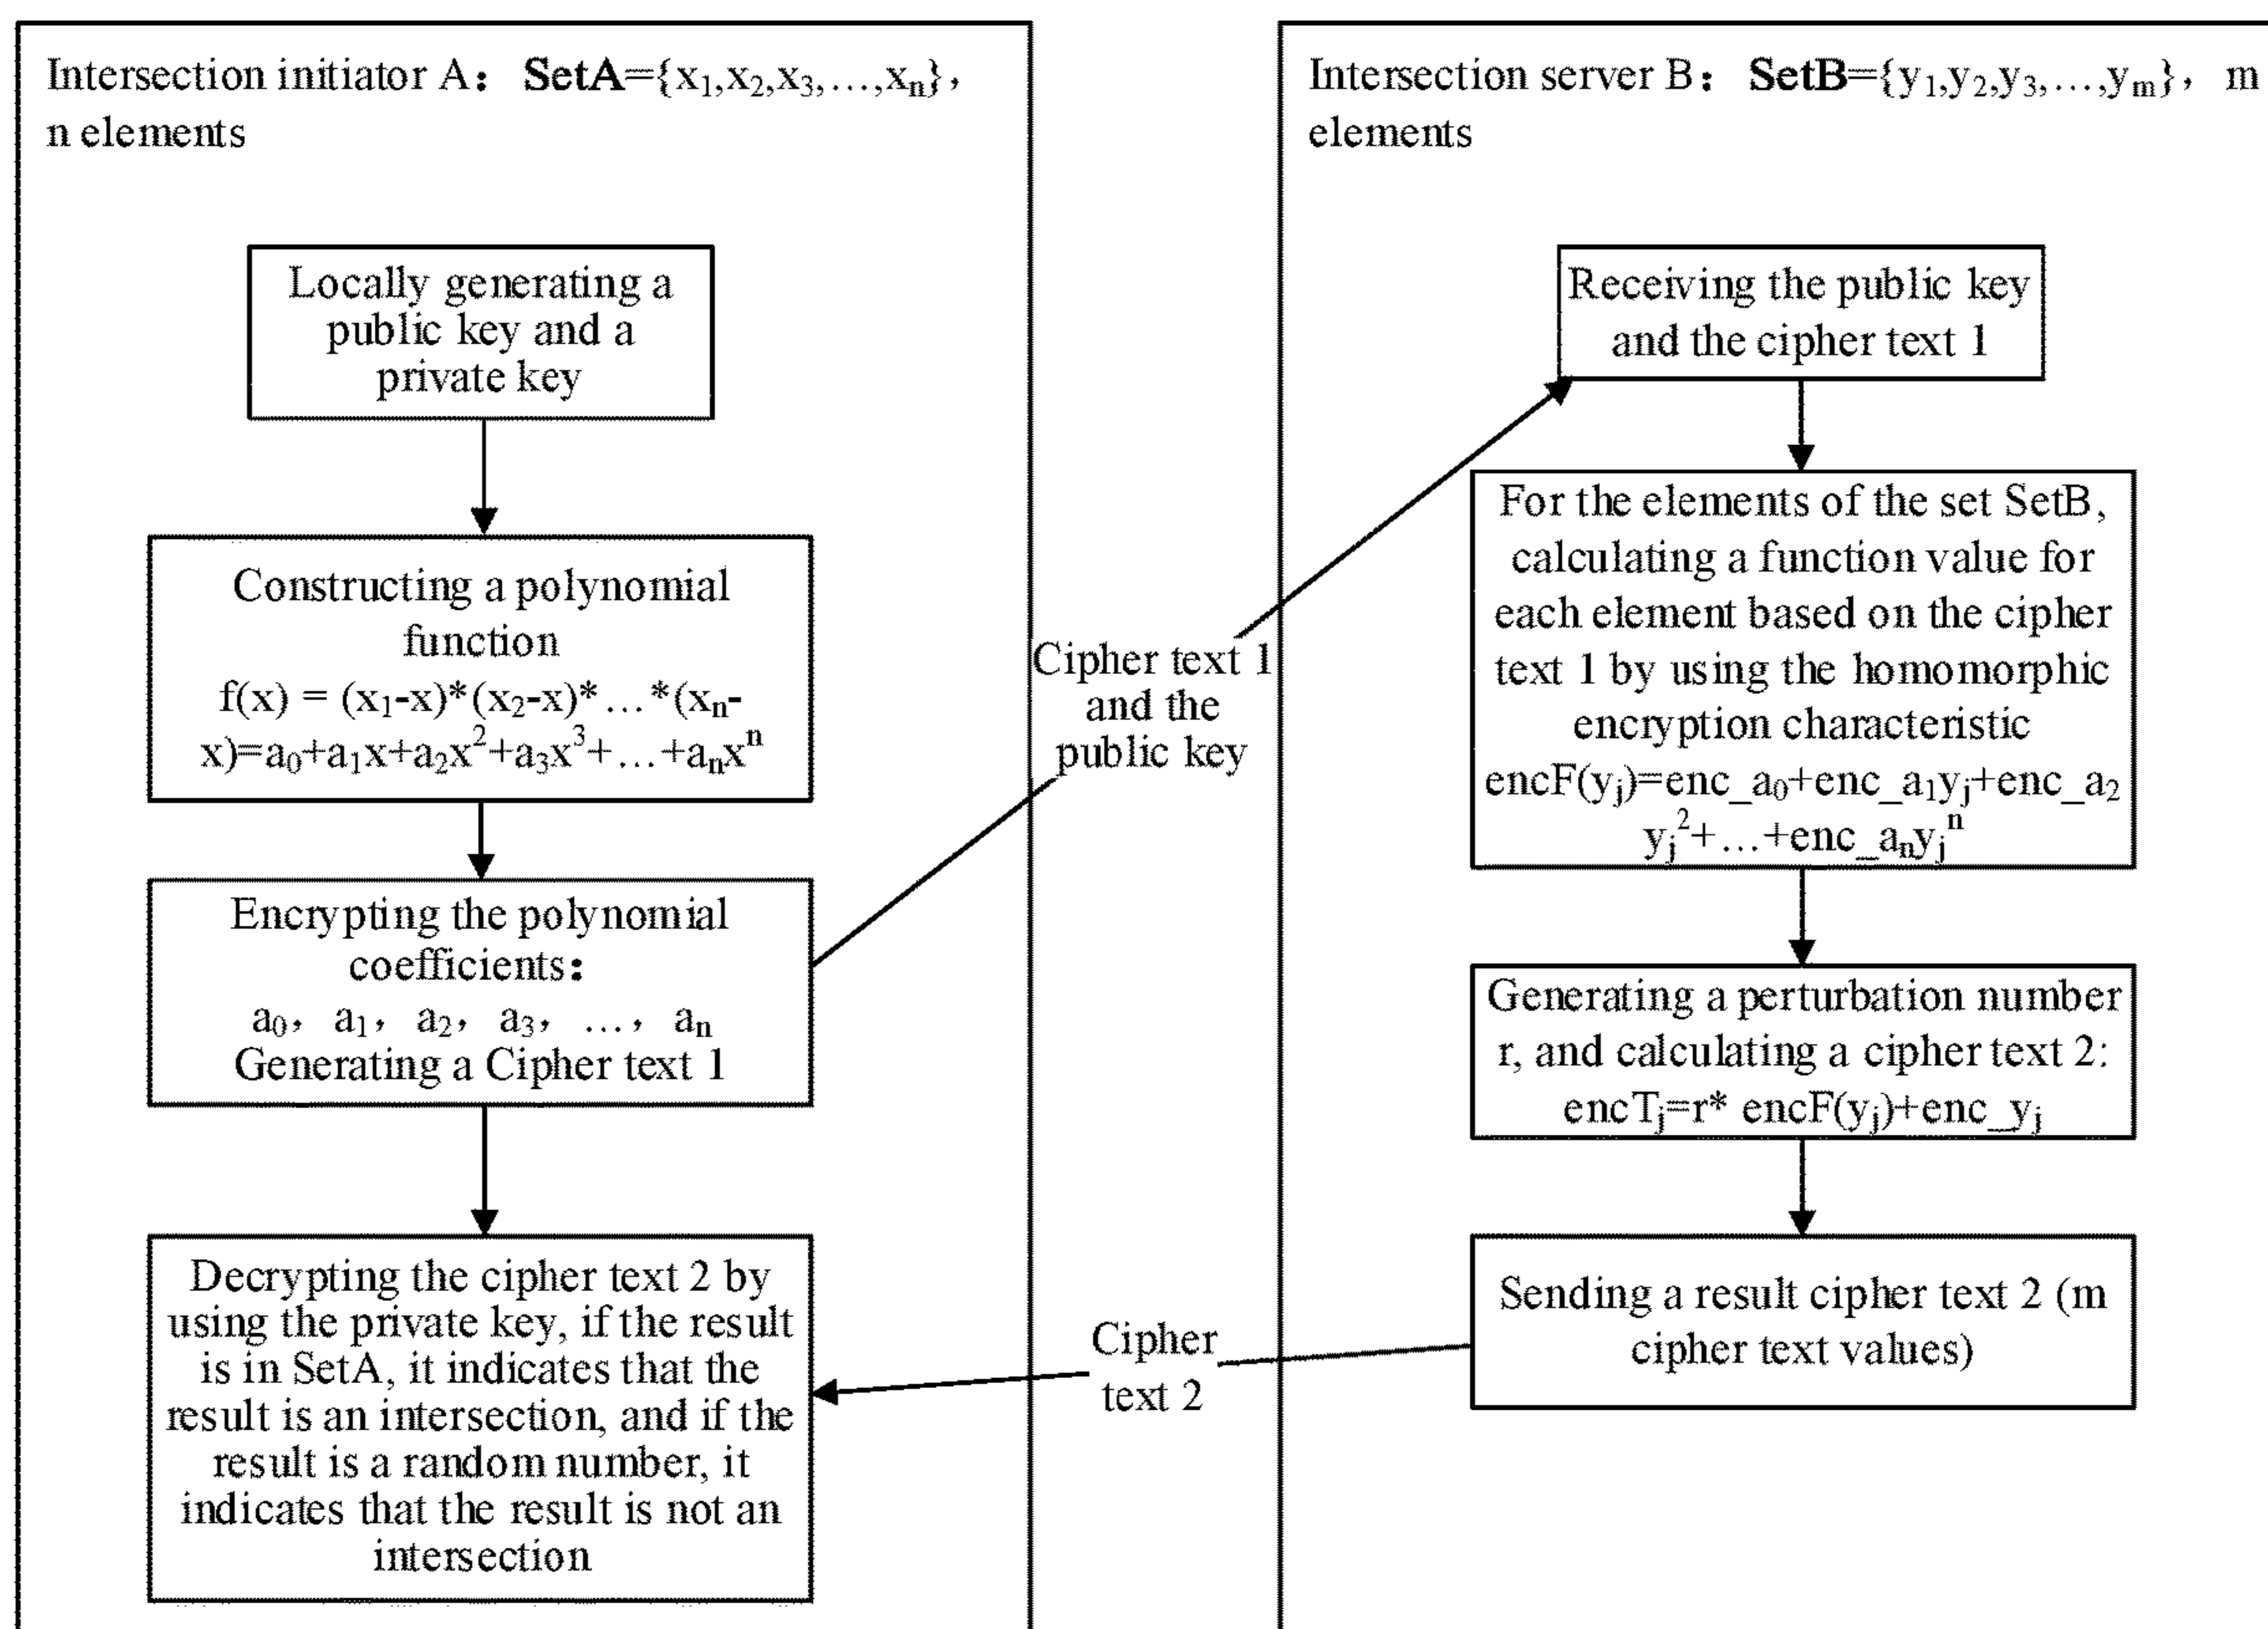 Intersection initiator A：SetA={x₁,x₂,x₃,…,xₙ}，
n elements
Locally generating a
public key and a
private key
Constructing a polynomial
function
f(x) = (x₁-x)*(x₂-x)*…*(xₙ-
x)=a₀+a₁x+a₂x²+a₃x³+…+aₙxⁿ
Encrypting the polynomial
coefficients：
a₀，a₁，a₂，a₃，…，aₙ
Generating a Cipher text 1
Decrypting the cipher text 2 by
using the private key, if the result
is in SetA, it indicates that the
result is an intersection, and if the
result is a random number, it
indicates that the result is not an
intersection
Cipher text 1
and the
public key
Cipher
text 2
Intersection server B：SetB={y₁,y₂,y₃,…,yₘ}，m
elements
Receiving the public key
and the cipher text 1
For the elements of the set SetB,
calculating a function value for
each element based on the cipher
text 1 by using the homomorphic
encryption characteristic
encF(yⱼ)=enc_a₀+enc_a₁yⱼ+enc_a₂
yⱼ²+…+enc_aₙyⱼⁿ
Generating a perturbation number
r, and calculating a cipher text 2:
encTⱼ=r* encF(yⱼ)+enc_yⱼ
Sending a result cipher text 2 (m
cipher text values)